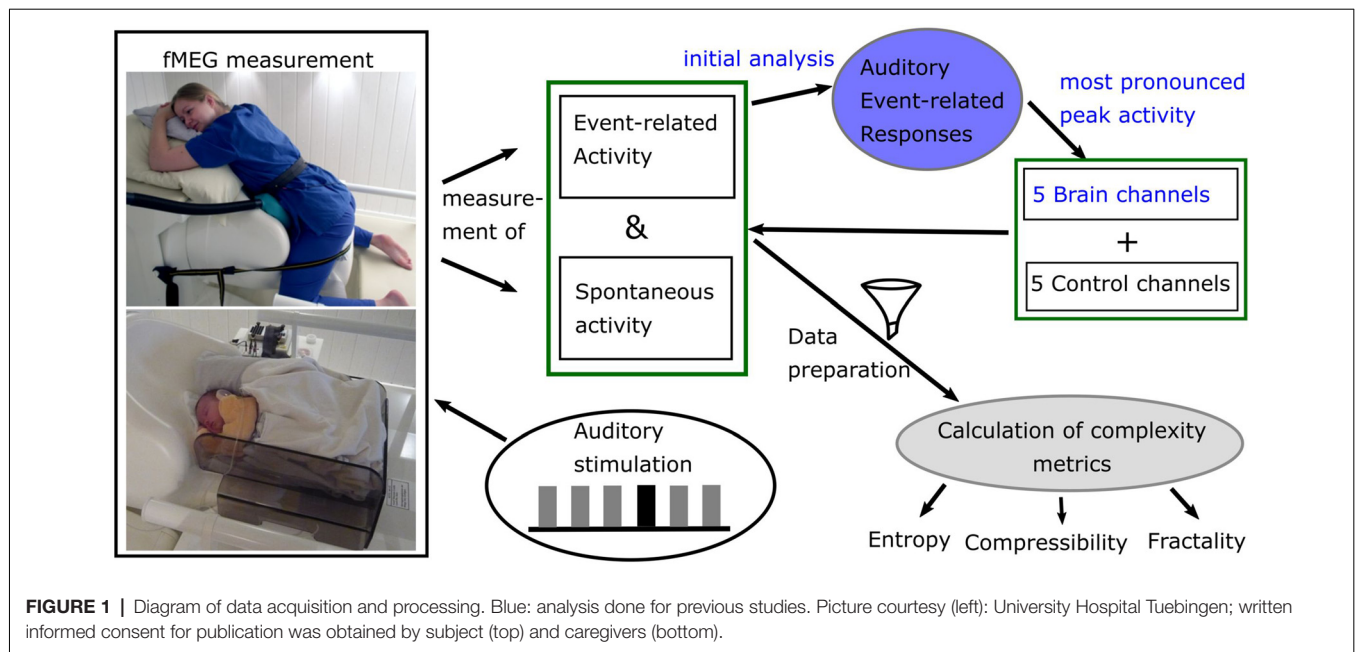 fMEG measurement
measure-
ment of
Event-related
Activity
&
Spontaneous
activity
initial analysis
Auditory
Event-related
Responses
most pronounced
peak activity
5 Brain channels
+
5 Control channels
Data
preparation
Auditory
stimulation
Calculation of complexity
metrics
Entropy
Compressibility
Fractality
FIGURE 1 | Diagram of data acquisition and processing. Blue: analysis done for previous studies. Picture courtesy (left): University Hospital Tuebingen; written
informed consent for publication was obtained by subject (top) and caregivers (bottom).